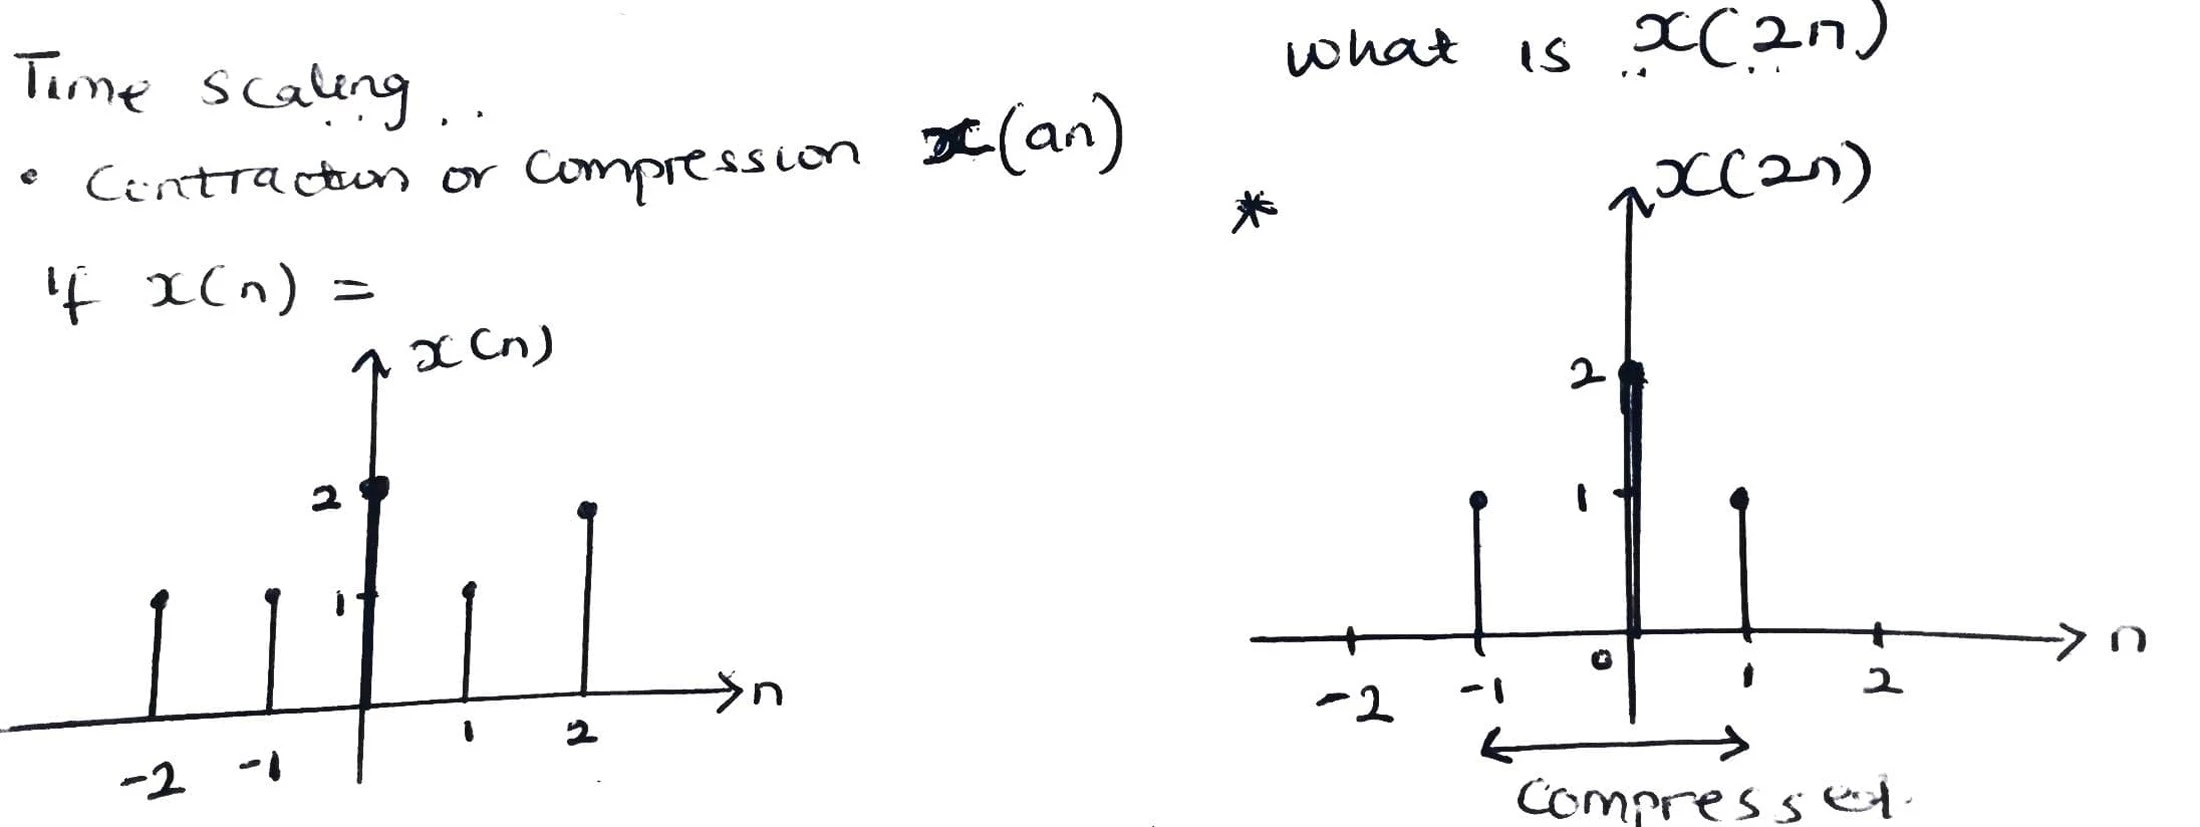 Time scaling
• Contraction or compression x(an)
If x(n) =
x(n)
2
1
n
-2 -1 1 2
what is x(2n)
*
x(2n)
2
1
n
-2 -1 0 1 2
compressed.